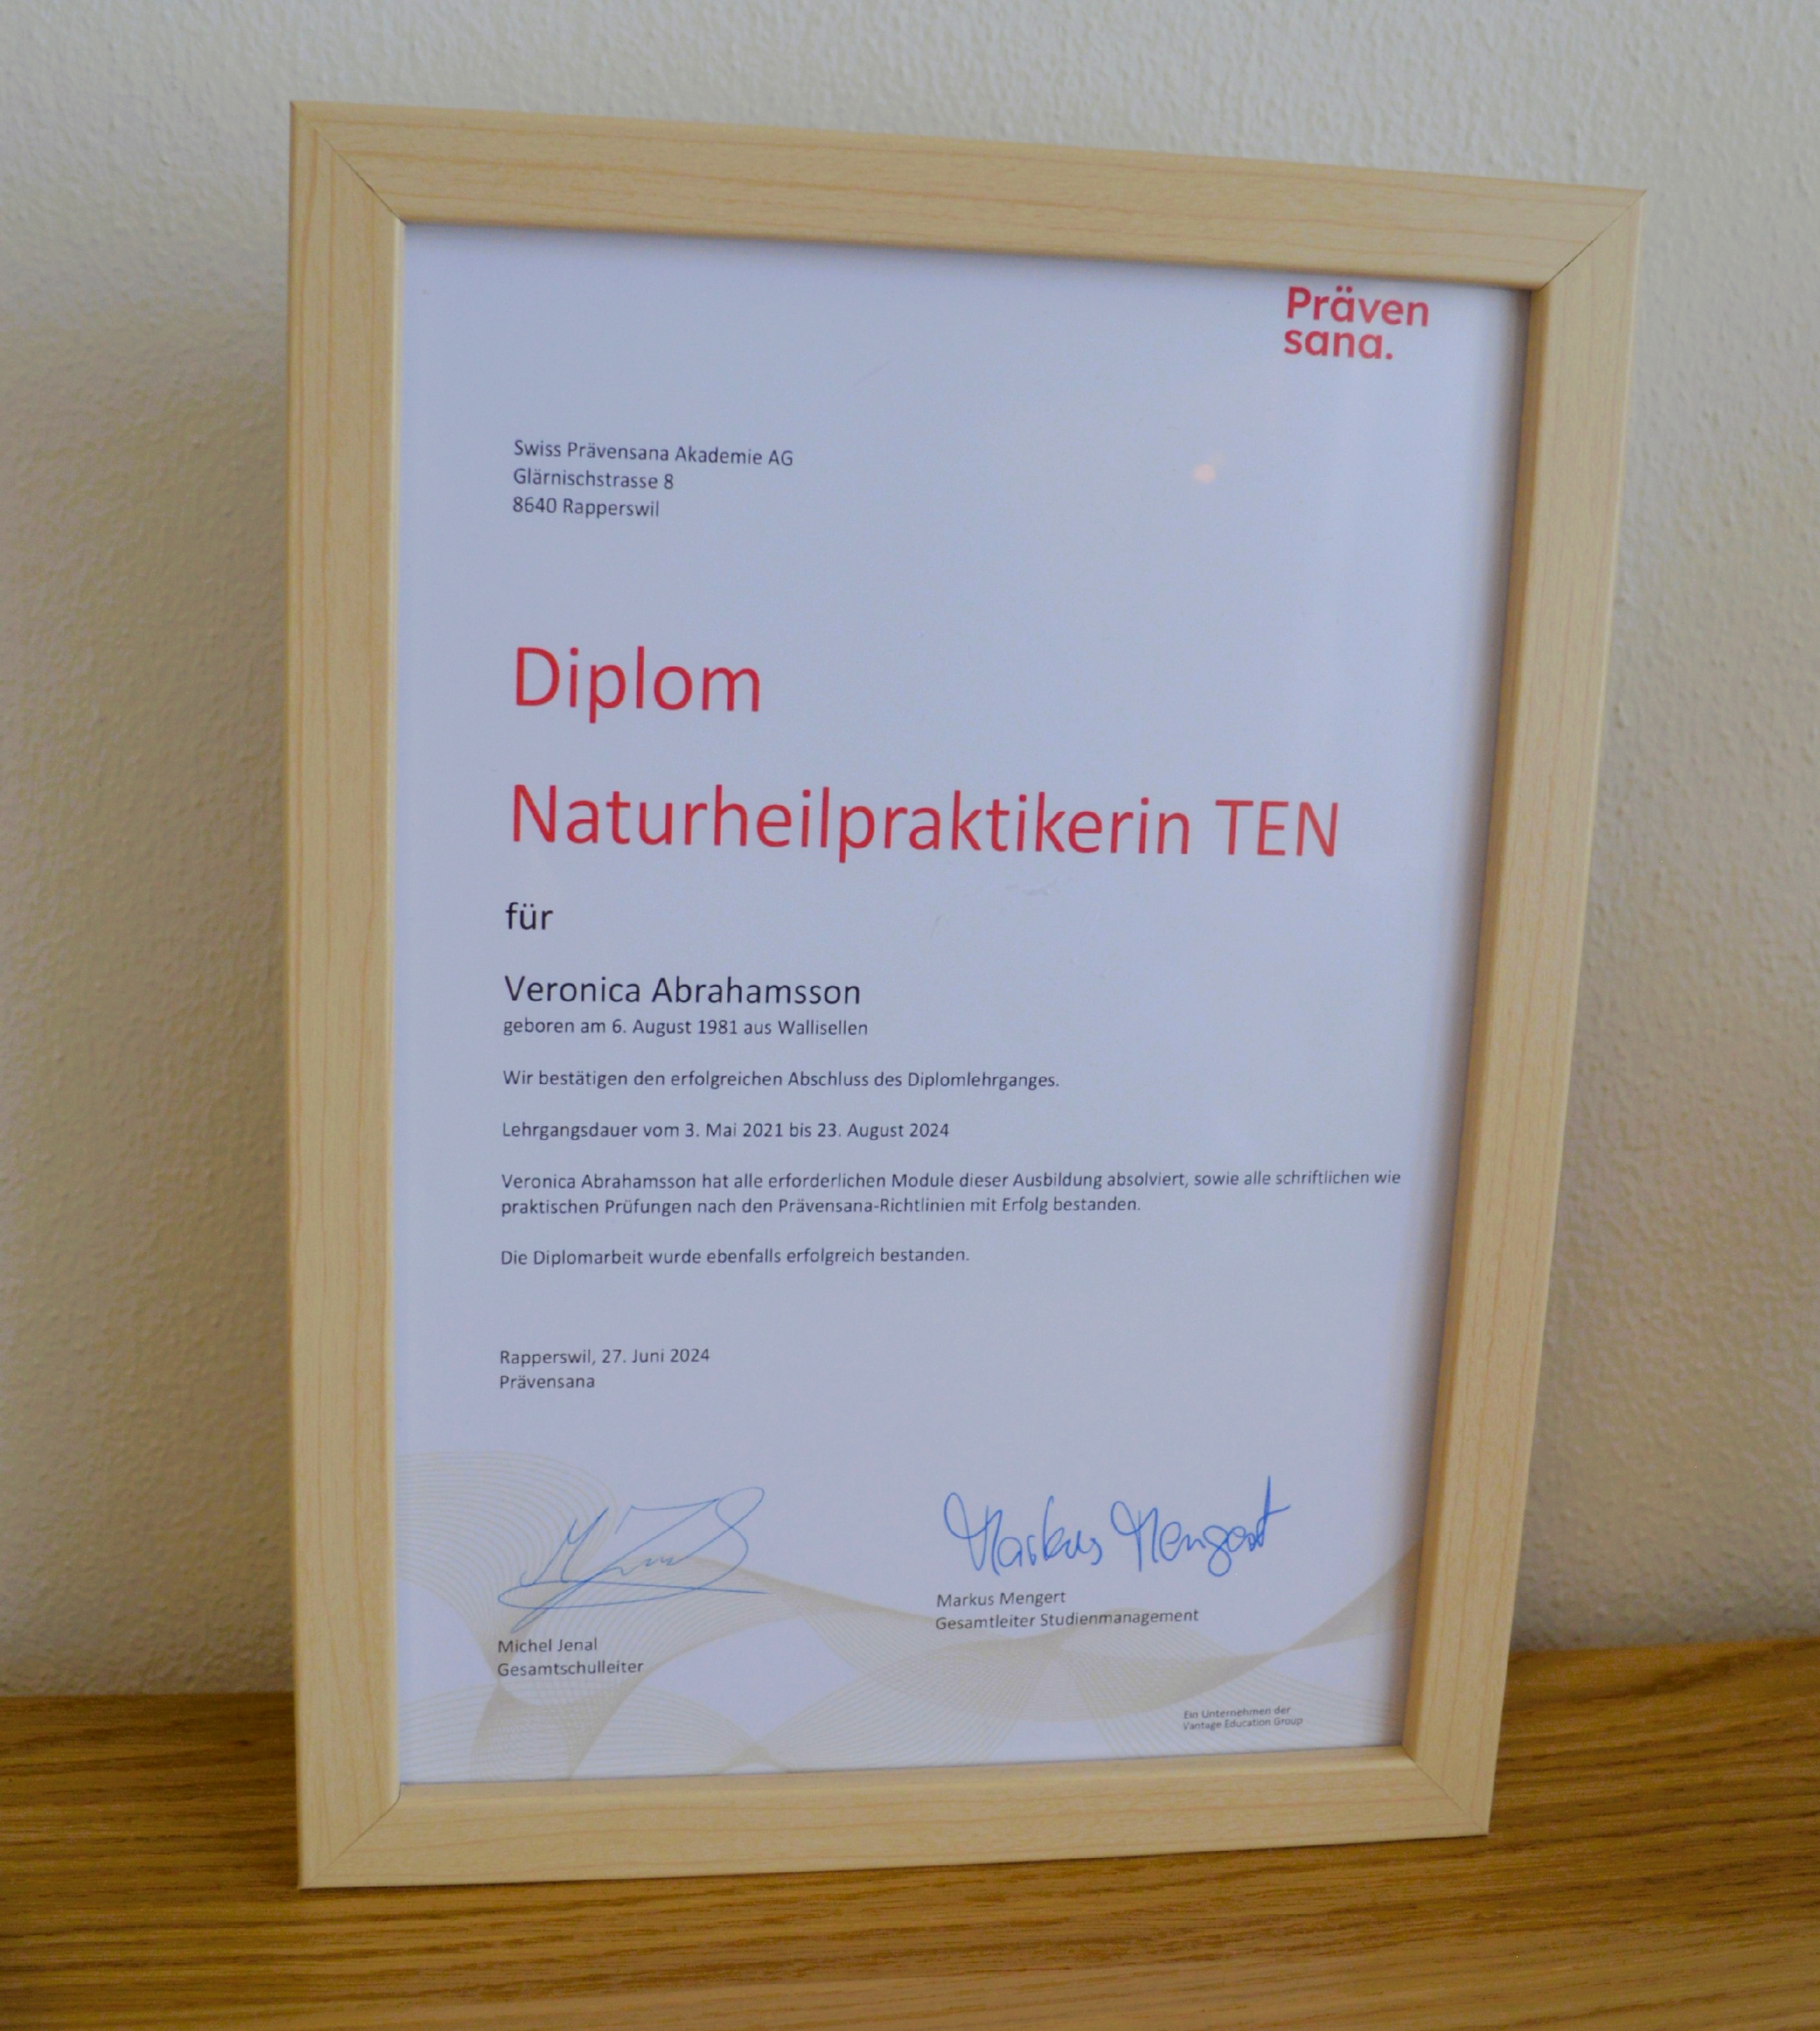 Präven
sana.
Swiss Prävensana Akademie AG
Glärnischstrasse 8
8640 Rapperswil
Diplom
Naturheilpraktikerin TEN
für
Veronica Abrahamsson
geboren am 6. August 1981 aus Wallisellen
Wir bestätigen den erfolgreichen Abschluss des Diplomlehrganges.
Lehrgangsdauer vom 3. Mai 2021 bis 23. August 2024
Veronica Abrahamsson hat alle erforderlichen Module dieser Ausbildung absolviert, sowie alle schriftlichen wie
praktischen Prüfungen nach den Prävensana-Richtlinien mit Erfolg bestanden.
Die Diplomarbeit wurde ebenfalls erfolgreich bestanden.
Rapperswil, 27. Juni 2024
Prävensana
Markus Mengert
Markus Mengert
Gesamtleiter Studienmanagement
Michel Jenal
Gesamtschulleiter
Ein Unternehmen der
Vantage Education Group